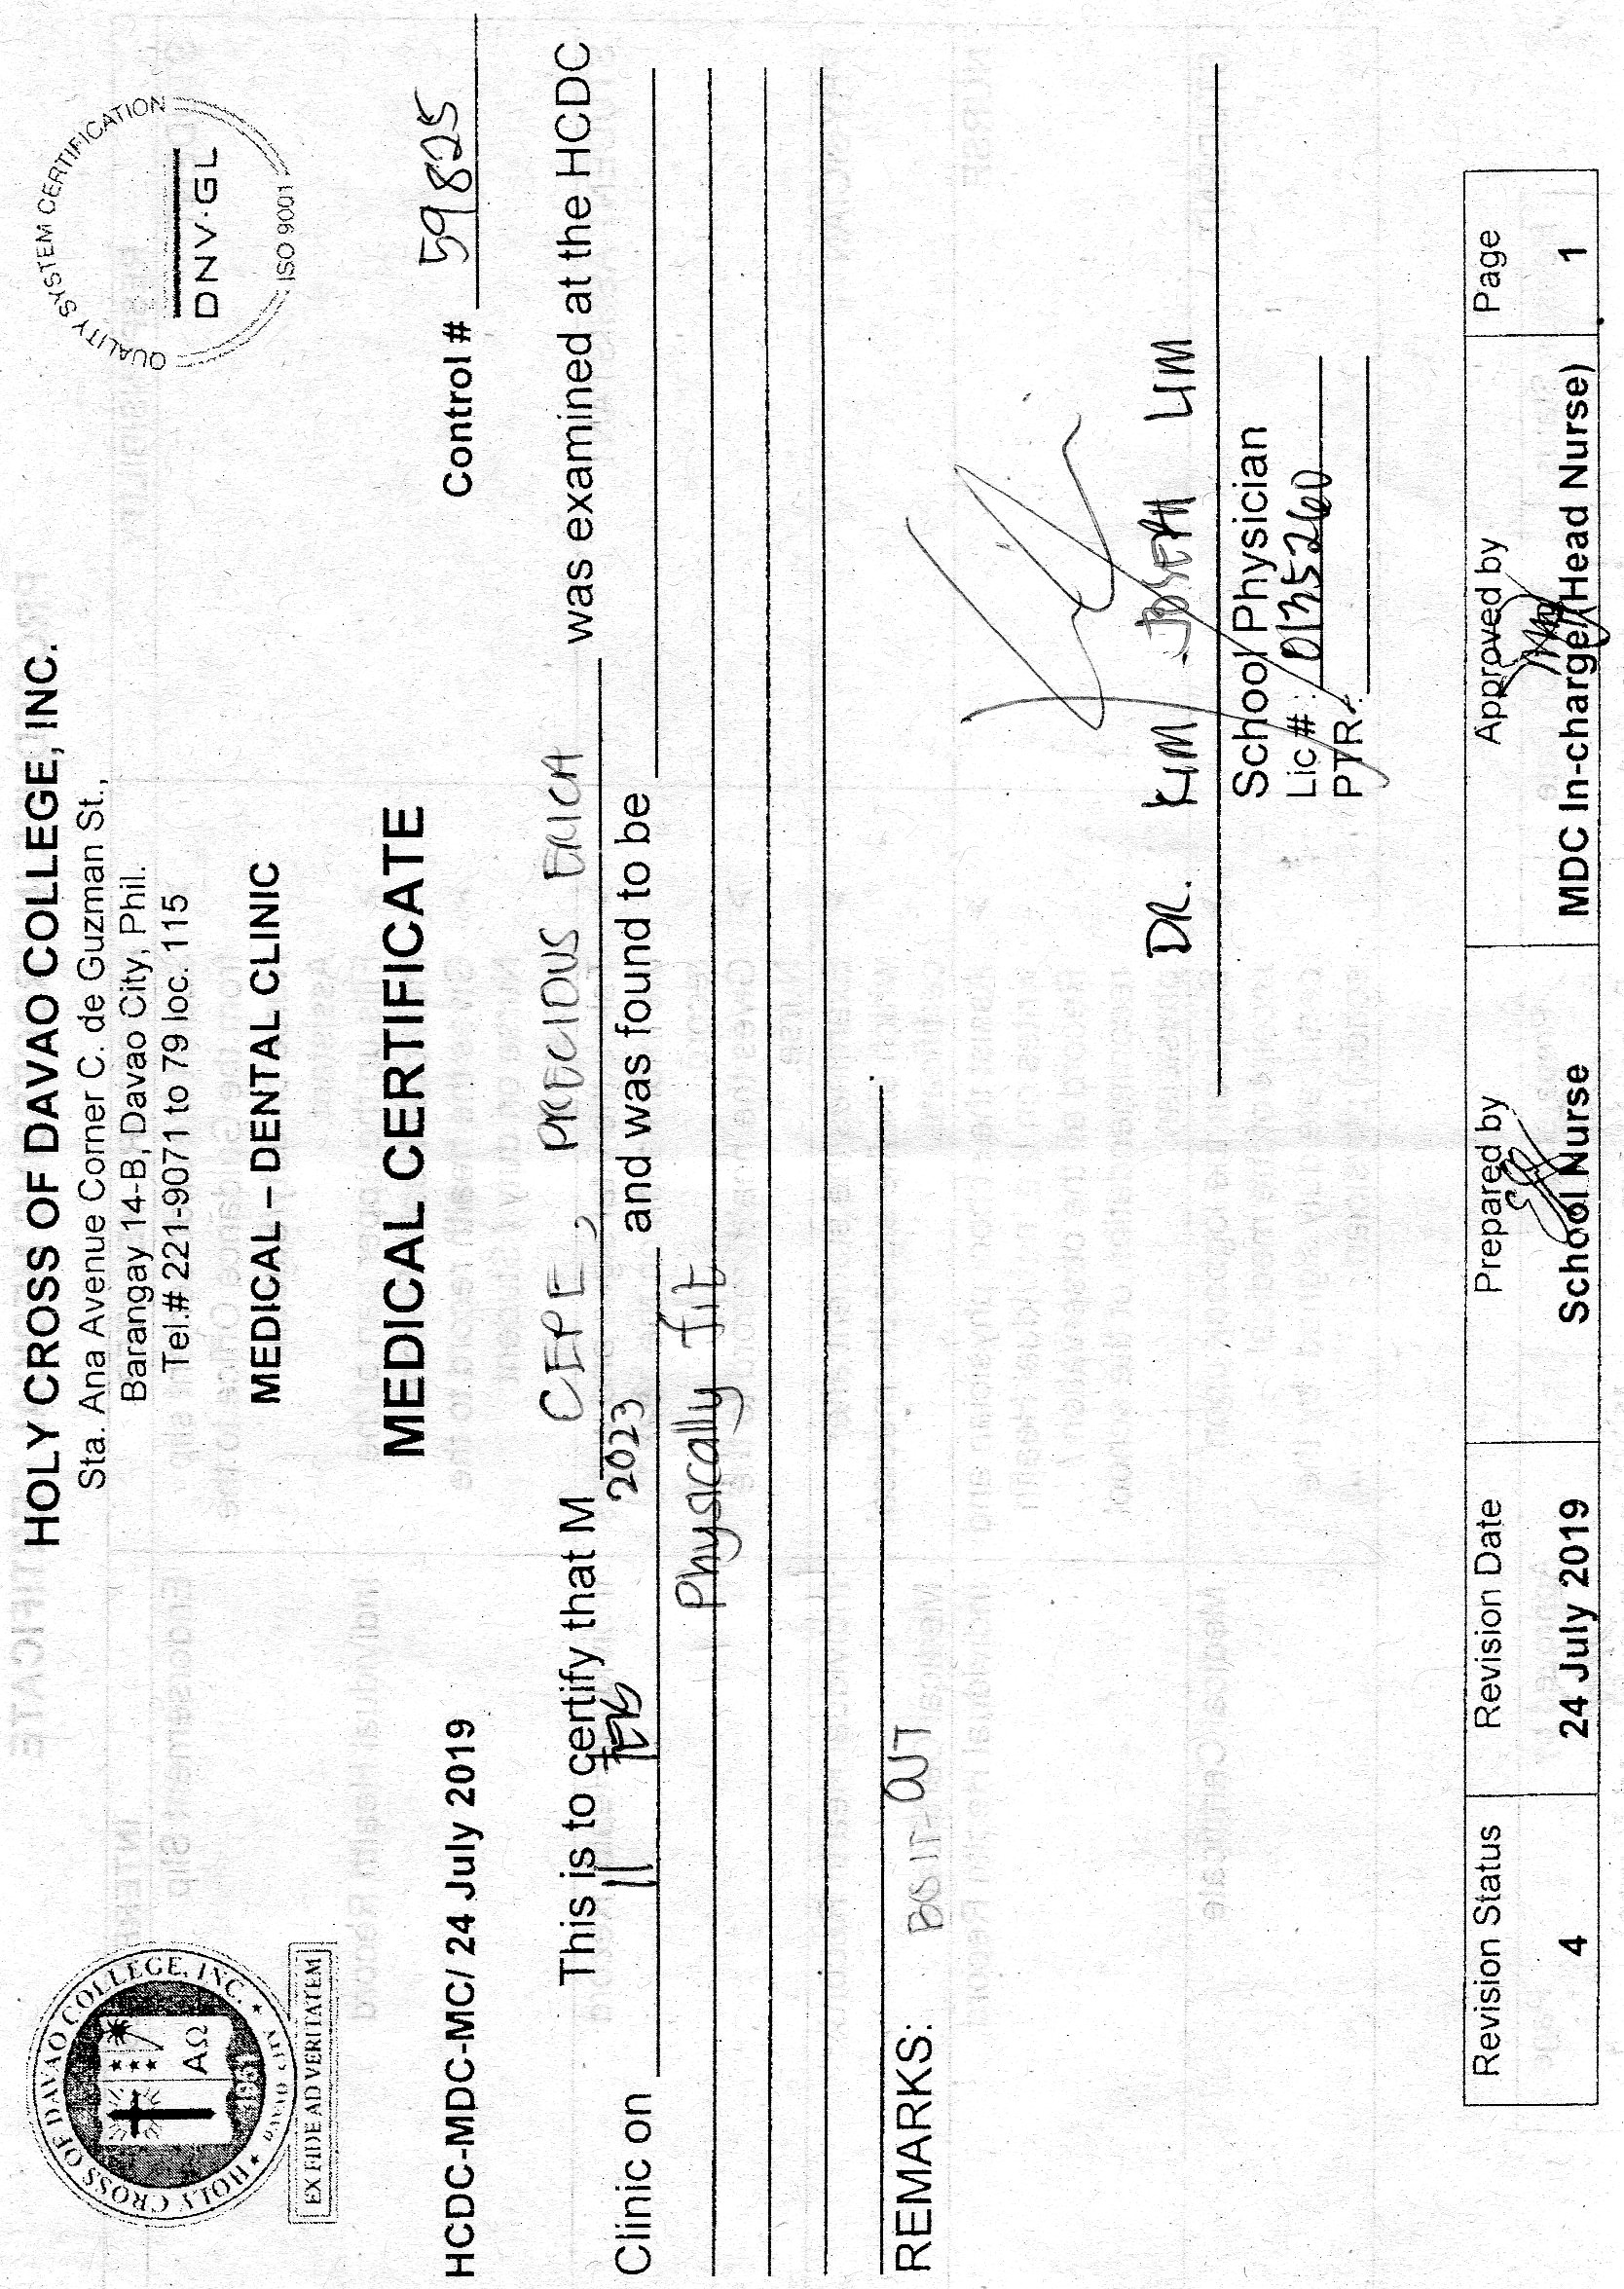 HOLY CROSS OF DAVAO COLLEGE, INC.
HOLY CROSS OF DAVAO COLLEGE, INC.
AΩ
1951
DAVAO CITY
EX FIDE AD VERITATEM
Sta. Ana Avenue Corner C. de Guzman St.,
Barangay 14-B, Davao City, Phil.
Tel.# 221-9071 to 79 loc. 115
MEDICAL – DENTAL CLINIC
QUALITY SYSTEM CERTIFICATION
DNV·GL
ISO 9001
MEDICAL CERTIFICATE
HCDC-MDC-MC/ 24 July 2019 Control # 59825
This is to certify that M CEPE, PRECIOUS ERICA was examined at the HCDC
Clinic on 11 FEB 2023 and was found to be
Physically fit
REMARKS: OJT
DR. KIM JOSEPH LIM
School Physician
Lic # : 0135260
PTR :
Revision Status Revision Date Prepared by Approved by Page
4 24 July 2019 School Nurse MDC In-charge/(Head Nurse) 1